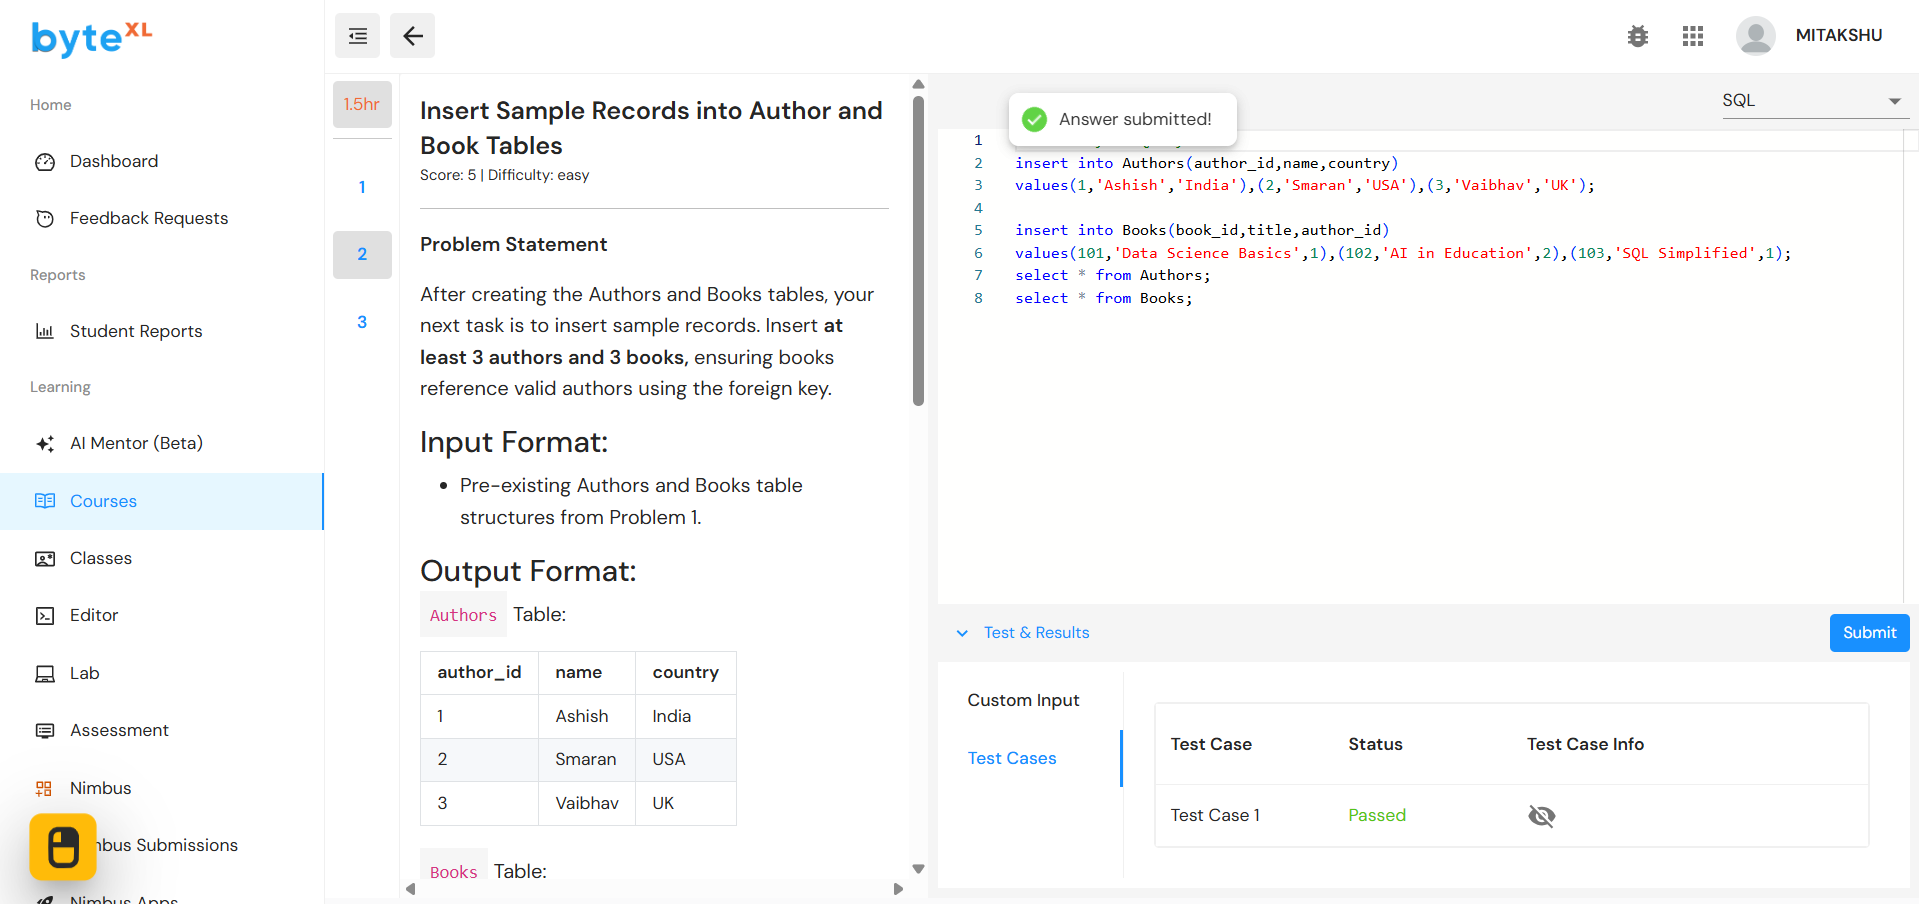 byteXL
MITAKSHU
Home
Dashboard
Feedback Requests
Reports
Student Reports
Learning
AI Mentor (Beta)
Courses
Classes
Editor
Lab
Assessment
Nimbus
bus Submissions
Nimbus Apps
1.5hr
1
2
3
Insert Sample Records into Author and
Book Tables
Score: 5 | Difficulty: easy
Problem Statement
After creating the Authors and Books tables, your
next task is to insert sample records. Insert at
least 3 authors and 3 books, ensuring books
reference valid authors using the foreign key.
Input Format:
• Pre-existing Authors and Books table
structures from Problem 1.
Output Format:
Authors Table:
author_id name country
1 Ashish India
2 Smaran USA
3 Vaibhav UK
Books Table:
SQL
Answer submitted!
1
2 insert into Authors(author_id,name,country)
3 values(1,'Ashish','India'),(2,'Smaran','USA'),(3,'Vaibhav','UK');
4
5 insert into Books(book_id,title,author_id)
6 values(101,'Data Science Basics',1),(102,'AI in Education',2),(103,'SQL Simplified',1);
7 select * from Authors;
8 select * from Books;
Test & Results
Submit
Custom Input
Test Cases
Test Case Status Test Case Info
Test Case 1 Passed